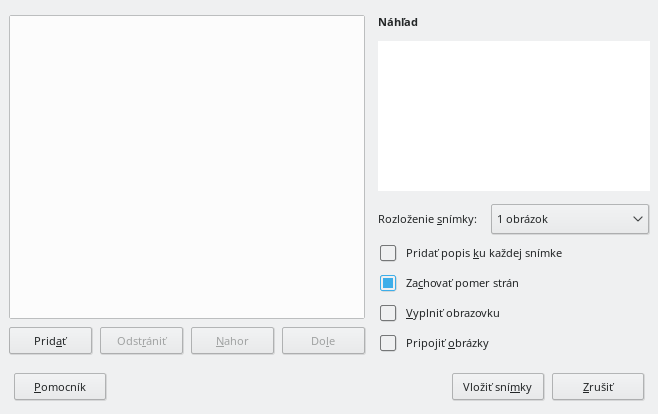 Náhľad
Rozloženie snímky: 1 obrázok
Pridať popis ku každej snímke
Zachovať pomer strán
Vyplniť obrazovku
Pripojiť obrázky
Pridať Odstrániť Nahor Dole
Pomocník Vložiť snímky Zrušiť